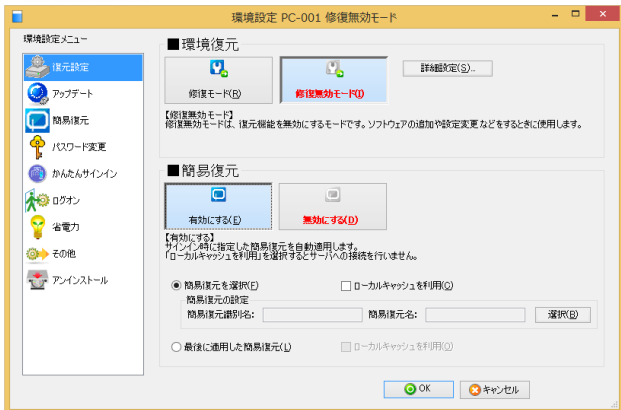 環境設定 PC-001 修復無効モード
環境設定メニュー
復元設定
アップデート
簡易復元
パスワード変更
かんたんサインイン
ログオン
省電力
その他
アンインストール
■環境復元
修復モード(R)
修復無効モード(I)
詳細設定(S)...
【修復無効モード】
修復無効モードは、復元機能を無効にするモードです。ソフトウェアの追加や設定変更などをするときに使用します。
■簡易復元
有効にする(E)
無効にする(D)
【有効にする】
サインイン時に指定した簡易復元を自動適用します。
「ローカルキャッシュを利用」を選択するとサーバへの接続を行いません。
簡易復元を選択(F)
ローカルキャッシュを利用(C)
簡易復元の設定
簡易復元識別名:
簡易復元名:
選択(B)
最後に適用した簡易復元(L)
ローカルキャッシュを利用(O)
OK
キャンセル